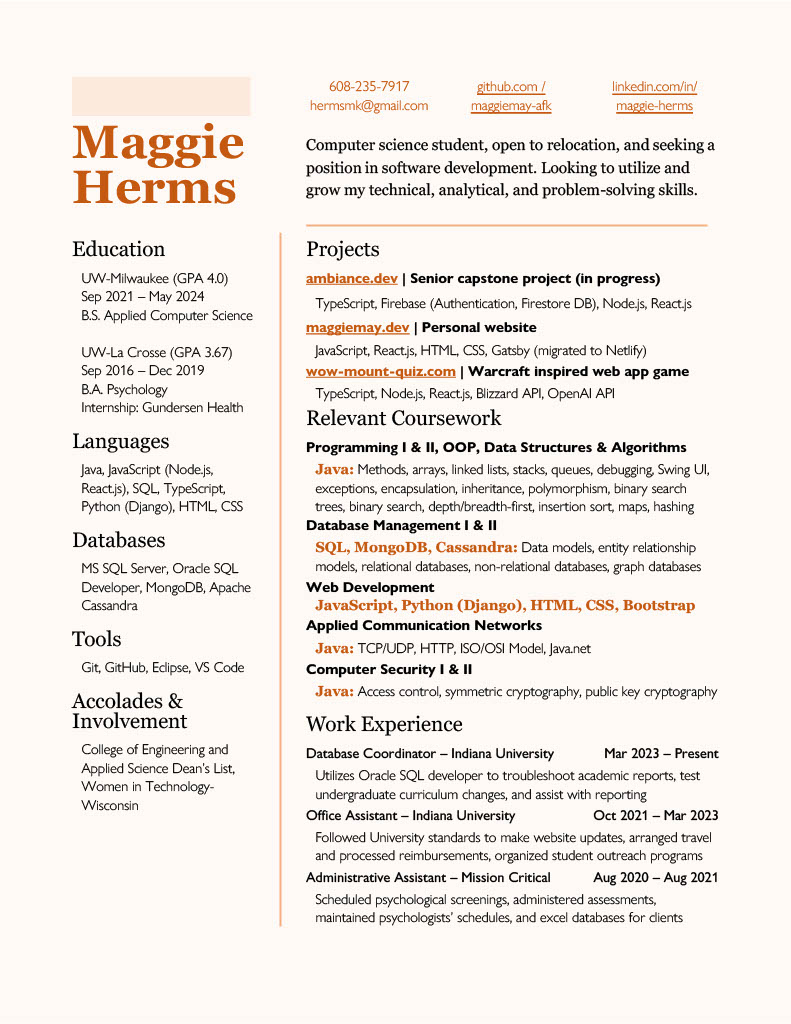 608-235-7917
hermsmk@gmail.com
github.com /
maggiemay-afk
linkedin.com/in/
maggie-herms
Maggie
Herms
Computer science student, open to relocation, and seeking a
position in software development. Looking to utilize and
grow my technical, analytical, and problem-solving skills.
Education
UW-Milwaukee (GPA 4.0)
Sep 2021 – May 2024
B.S. Applied Computer Science
UW-La Crosse (GPA 3.67)
Sep 2016 – Dec 2019
B.A. Psychology
Internship: Gundersen Health
Languages
Java, JavaScript (Node.js,
React.js), SQL, TypeScript,
Python (Django), HTML, CSS
Databases
MS SQL Server, Oracle SQL
Developer, MongoDB, Apache
Cassandra
Tools
Git, GitHub, Eclipse, VS Code
Accolades &
Involvement
College of Engineering and
Applied Science Dean's List,
Women in Technology-
Wisconsin
Projects
ambiance.dev | Senior capstone project (in progress)
TypeScript, Firebase (Authentication, Firestore DB), Node.js, React.js
maggiemay.dev | Personal website
JavaScript, React.js, HTML, CSS, Gatsby (migrated to Netlify)
wow-mount-quiz.com | Warcraft inspired web app game
TypeScript, Node.js, React.js, Blizzard API, OpenAI API
Relevant Coursework
Programming I & II, OOP, Data Structures & Algorithms
Java: Methods, arrays, linked lists, stacks, queues, debugging, Swing UI,
exceptions, encapsulation, inheritance, polymorphism, binary search
trees, binary search, depth/breadth-first, insertion sort, maps, hashing
Database Management I & II
SQL, MongoDB, Cassandra: Data models, entity relationship
models, relational databases, non-relational databases, graph databases
Web Development
JavaScript, Python (Django), HTML, CSS, Bootstrap
Applied Communication Networks
Java: TCP/UDP, HTTP, ISO/OSI Model, Java.net
Computer Security I & II
Java: Access control, symmetric cryptography, public key cryptography
Work Experience
Database Coordinator – Indiana University Mar 2023 – Present
Utilizes Oracle SQL developer to troubleshoot academic reports, test
undergraduate curriculum changes, and assist with reporting
Office Assistant – Indiana University Oct 2021 – Mar 2023
Followed University standards to make website updates, arranged travel
and processed reimbursements, organized student outreach programs
Administrative Assistant – Mission Critical Aug 2020 – Aug 2021
Scheduled psychological screenings, administered assessments,
maintained psychologists' schedules, and excel databases for clients